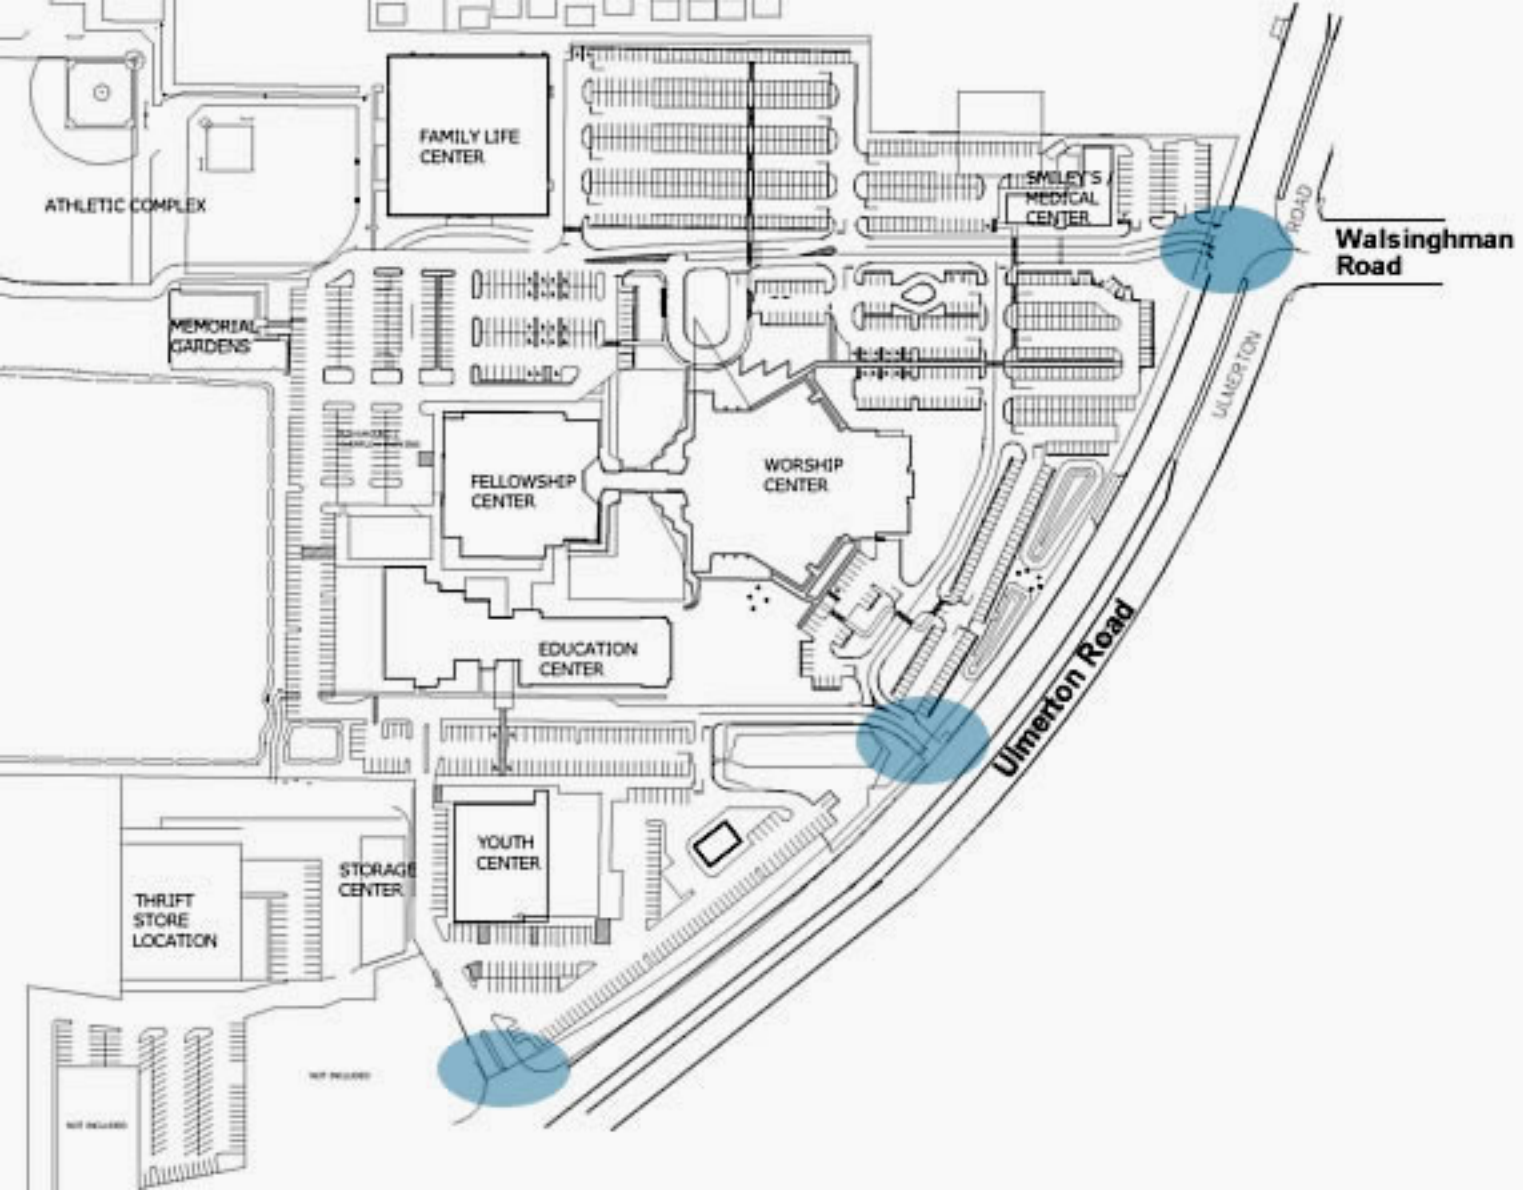 FAMILY LIFE
CENTER
ATHLETIC COMPLEX
SMILEY'S /
MEDICAL
CENTER
ROAD
Walsinghman
Road
MEMORIAL
GARDENS
ULMERTON
FELLOWSHIP
CENTER
WORSHIP
CENTER
EDUCATION
CENTER
Ulmerton Road
YOUTH
CENTER
STORAGE
CENTER
THRIFT
STORE
LOCATION
NOT INCLUDED
NOT INCLUDED